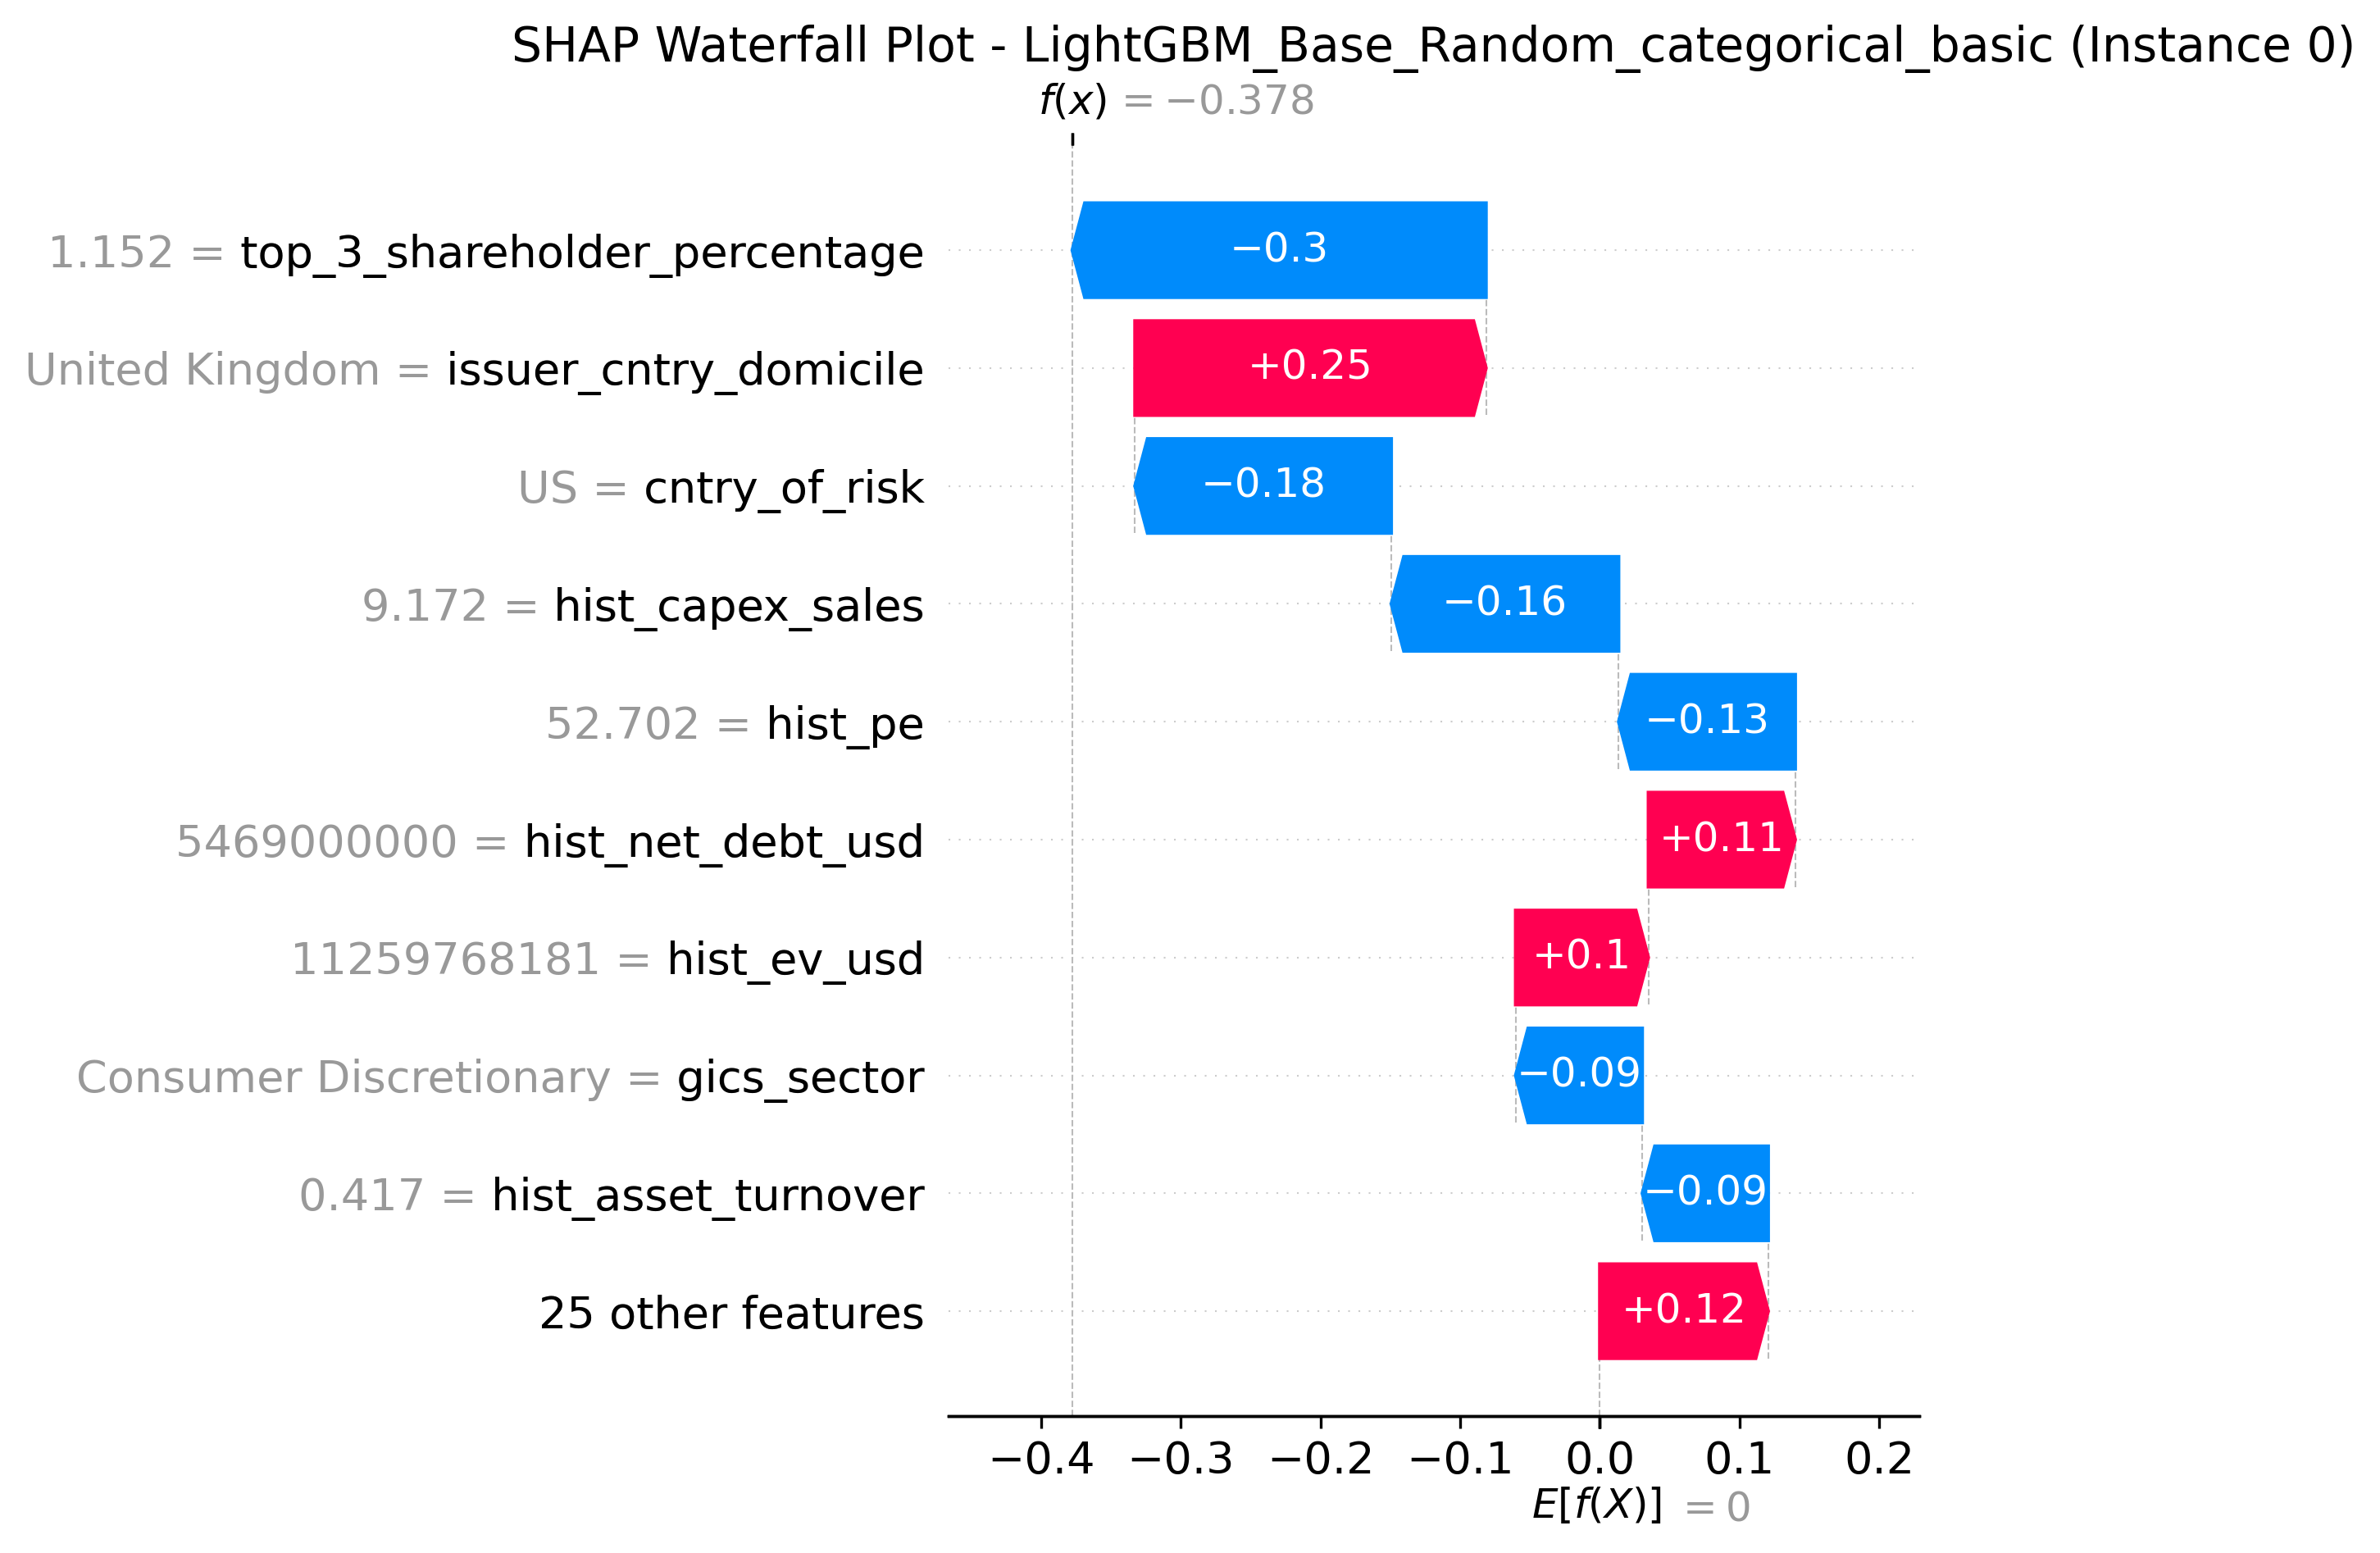 SHAP Waterfall Plot - LightGBM_Base_Random_categorical_basic (Instance 0)
f(x) = −0.378
1.152 = top_3_shareholder_percentage
−0.3
United Kingdom = issuer_cntry_domicile
+0.25
US = cntry_of_risk
−0.18
9.172 = hist_capex_sales
−0.16
52.702 = hist_pe
−0.13
5469000000 = hist_net_debt_usd
+0.11
11259768181 = hist_ev_usd
+0.1
Consumer Discretionary = gics_sector
−0.09
0.417 = hist_asset_turnover
−0.09
25 other features
+0.12
−0.4 −0.3 −0.2 −0.1 0.0 0.1 0.2
E[f(X)] = 0